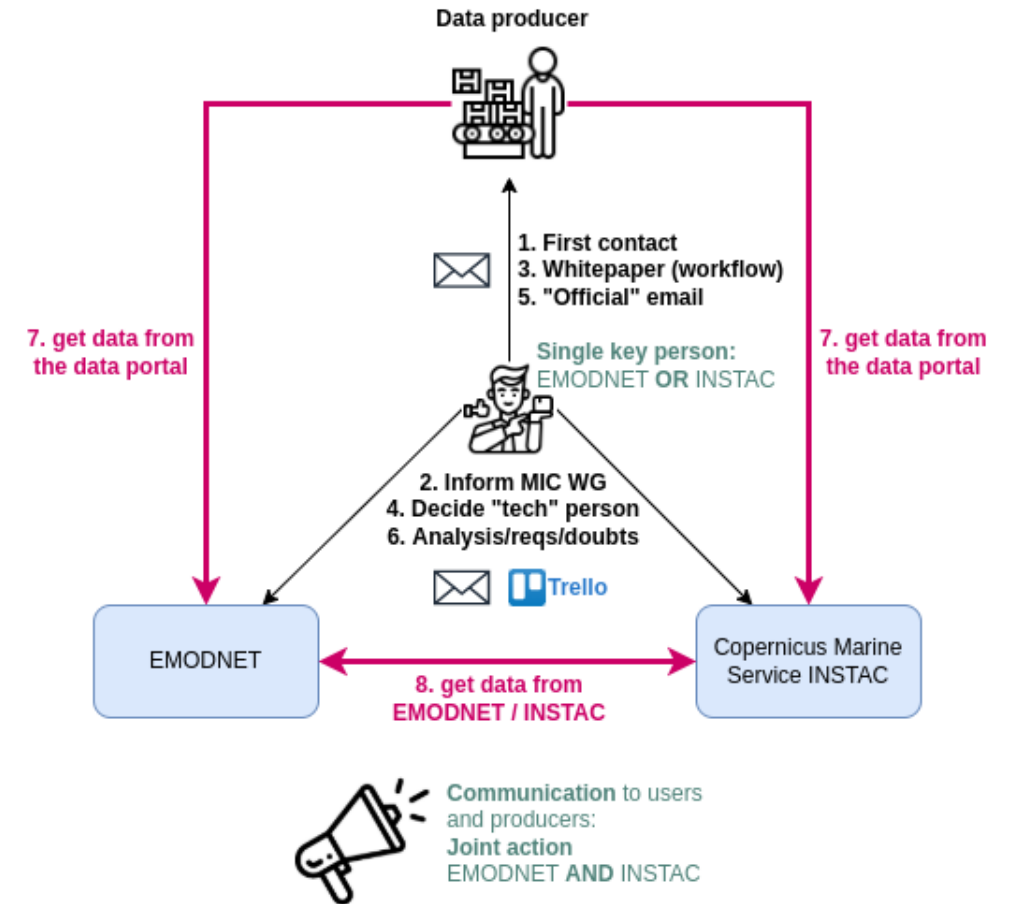 Data producer
1. First contact
3. Whitepaper (workflow)
5. "Official" email
7. get data from
the data portal
7. get data from
the data portal
Single key person:
EMODNET OR INSTAC
2. Inform MIC WG
4. Decide "tech" person
6. Analysis/reqs/doubts
Trello
EMODNET
Copernicus Marine
Service INSTAC
8. get data from
EMODNET / INSTAC
Communication to users
and producers:
Joint action
EMODNET AND INSTAC